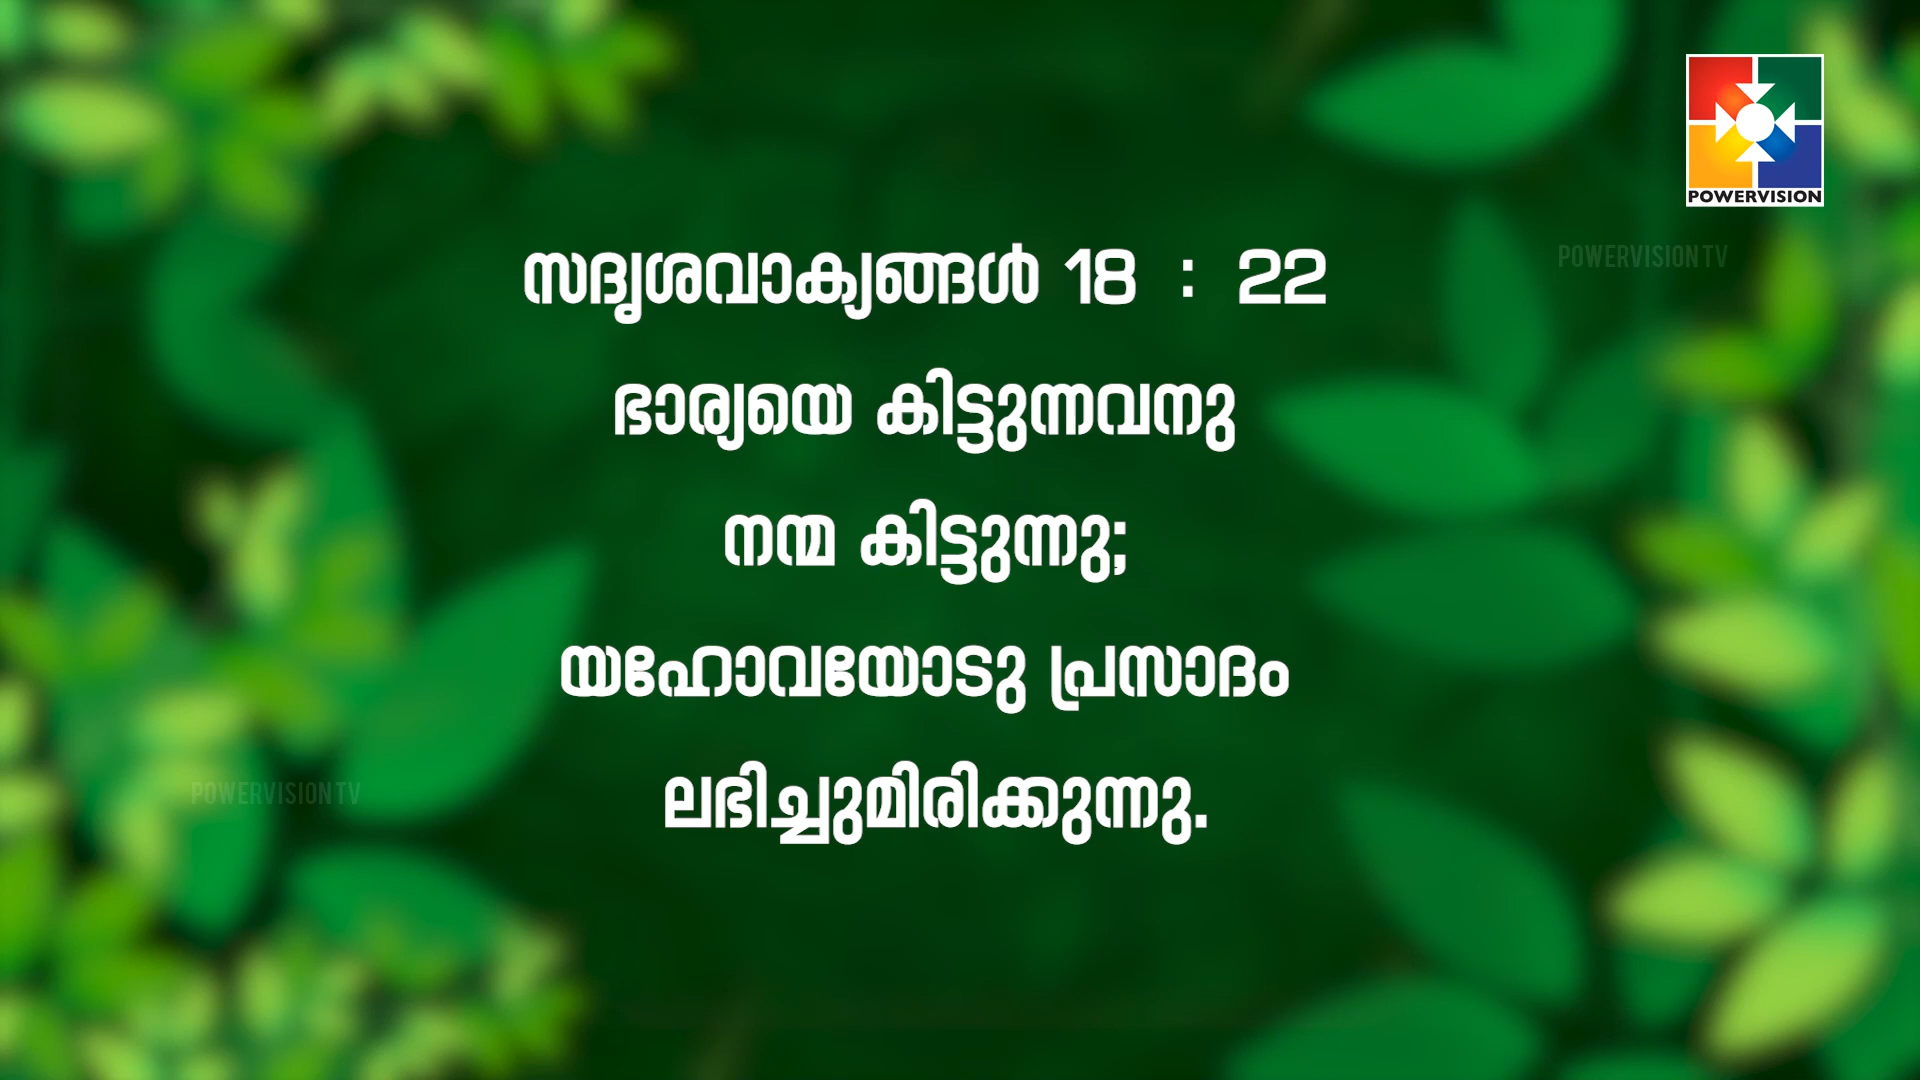 POWERVISION
POWERVISION TV
സദൃശവാക്യങ്ങൾ 18 : 22
ഭാര്യയെ കിട്ടുന്നവനു
നന്മ കിട്ടുന്നു;
യഹോവയോടു പ്രസാദം
ലഭിച്ചുമിരിക്കുന്നു.
POWERVISION TV